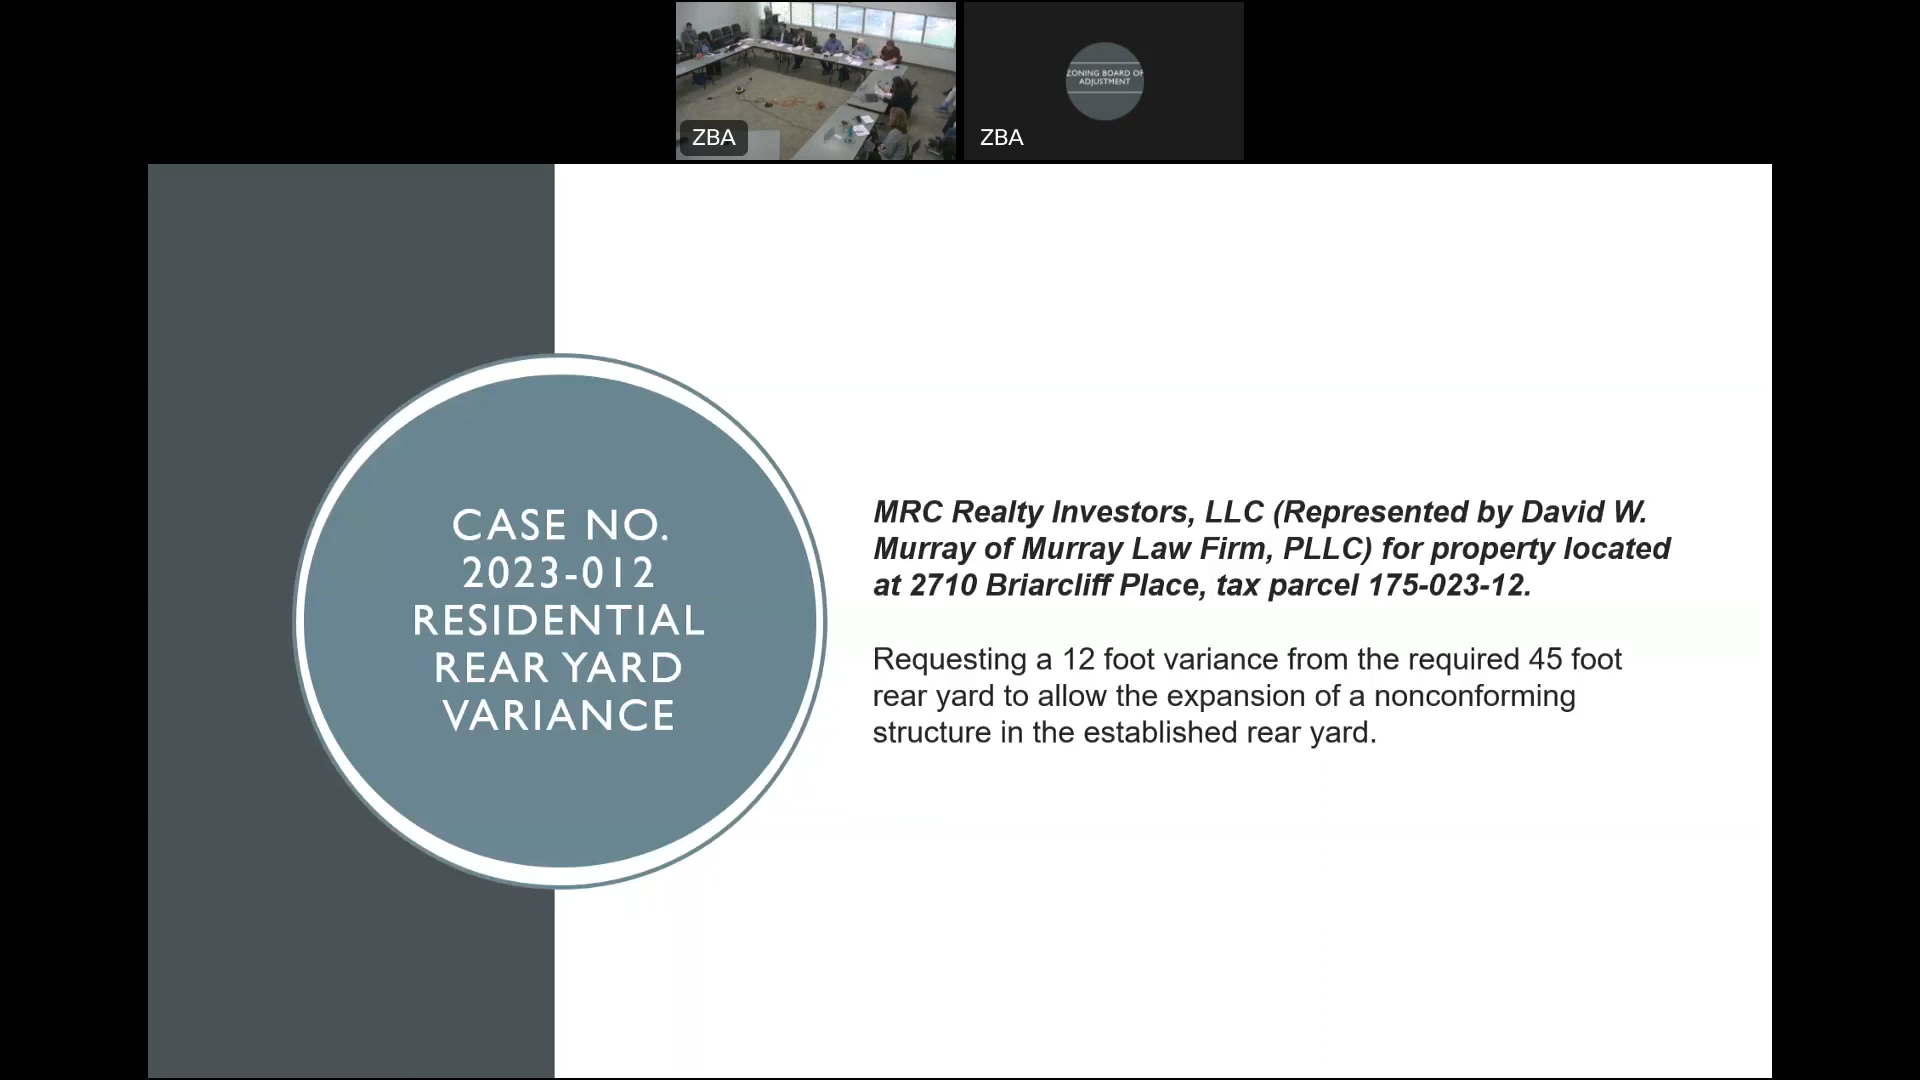 ZBA
ZONING BOARD OF
ADJUSTMENT
ZBA
CASE NO.
2023-012
RESIDENTIAL
REAR YARD
VARIANCE
MRC Realty Investors, LLC (Represented by David W.
Murray of Murray Law Firm, PLLC) for property located
at 2710 Briarcliff Place, tax parcel 175-023-12.
Requesting a 12 foot variance from the required 45 foot
rear yard to allow the expansion of a nonconforming
structure in the established rear yard.